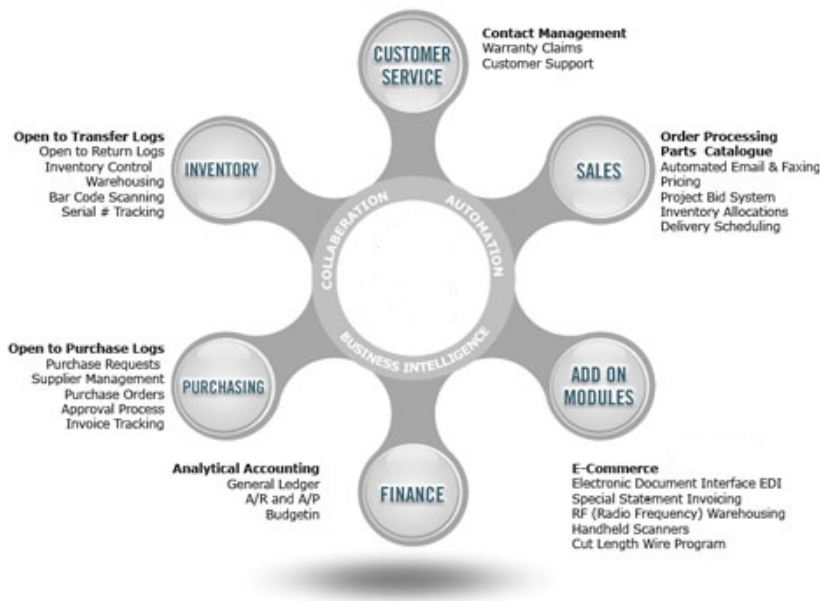 CUSTOMER
SERVICE
Contact Management
Warranty Claims
Customer Support
SALES
Order Processing
Parts Catalogue
Automated Email & Faxing
Pricing
Project Bid System
Inventory Allocations
Delivery Scheduling
ADD ON
MODULES
E-Commerce
Electronic Document Interface EDI
Special Statement Invoicing
RF (Radio Frequency) Warehousing
Handheld Scanners
Cut Length Wire Program
FINANCE
Analytical Accounting
General Ledger
A/R and A/P
Budgetin
PURCHASING
Open to Purchase Logs
Purchase Requests
Supplier Management
Purchase Orders
Approval Process
Invoice Tracking
INVENTORY
Open to Transfer Logs
Open to Return Logs
Inventory Control
Warehousing
Bar Code Scanning
Serial # Tracking
COLLABERATION
AUTOMATION
BUSINESS INTELLIGENCE